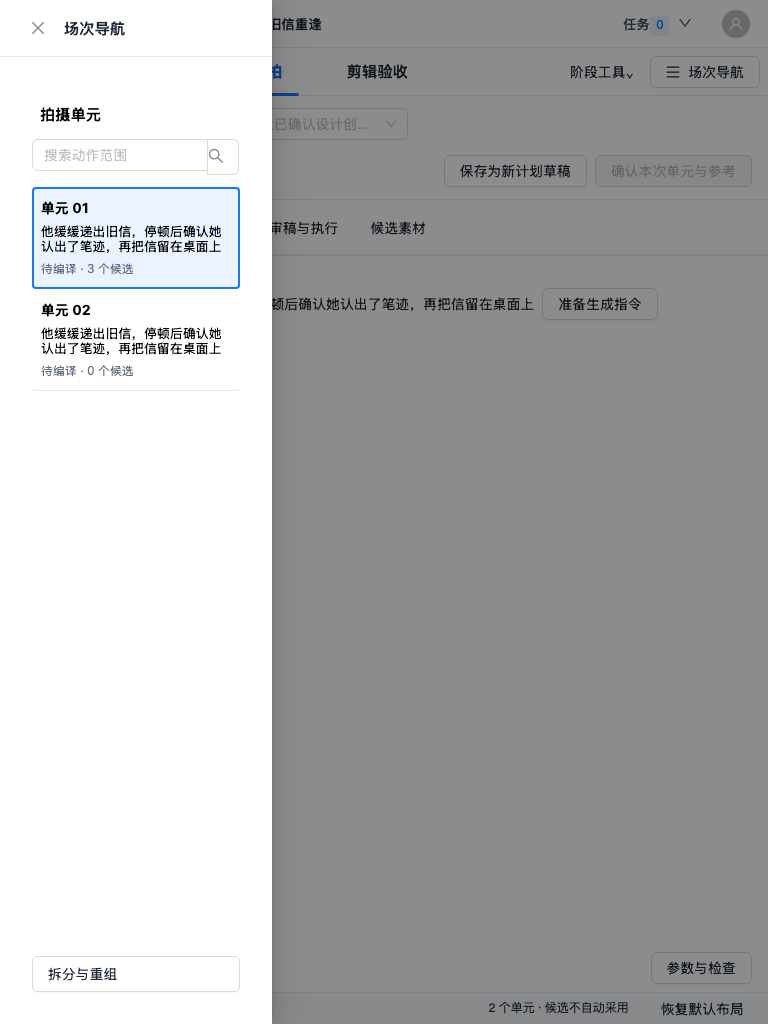 场次导航
旧信重逢
任务 0
拍
剪辑验收
阶段工具
场次导航
拍摄单元
已确认设计创...
搜索动作范围
保存为新计划草稿
确认本次单元与参考
单元 01
他缓缓递出旧信，停顿后确认她
认出了笔迹，再把信留在桌面上
待编译 · 3 个候选
审稿与执行
候选素材
单元 02
他缓缓递出旧信，停顿后确认她
认出了笔迹，再把信留在桌面上
待编译 · 0 个候选
顿后确认她认出了笔迹，再把信留在桌面上
准备生成指令
拆分与重组
参数与检查
2 个单元 · 候选不自动采用
恢复默认布局